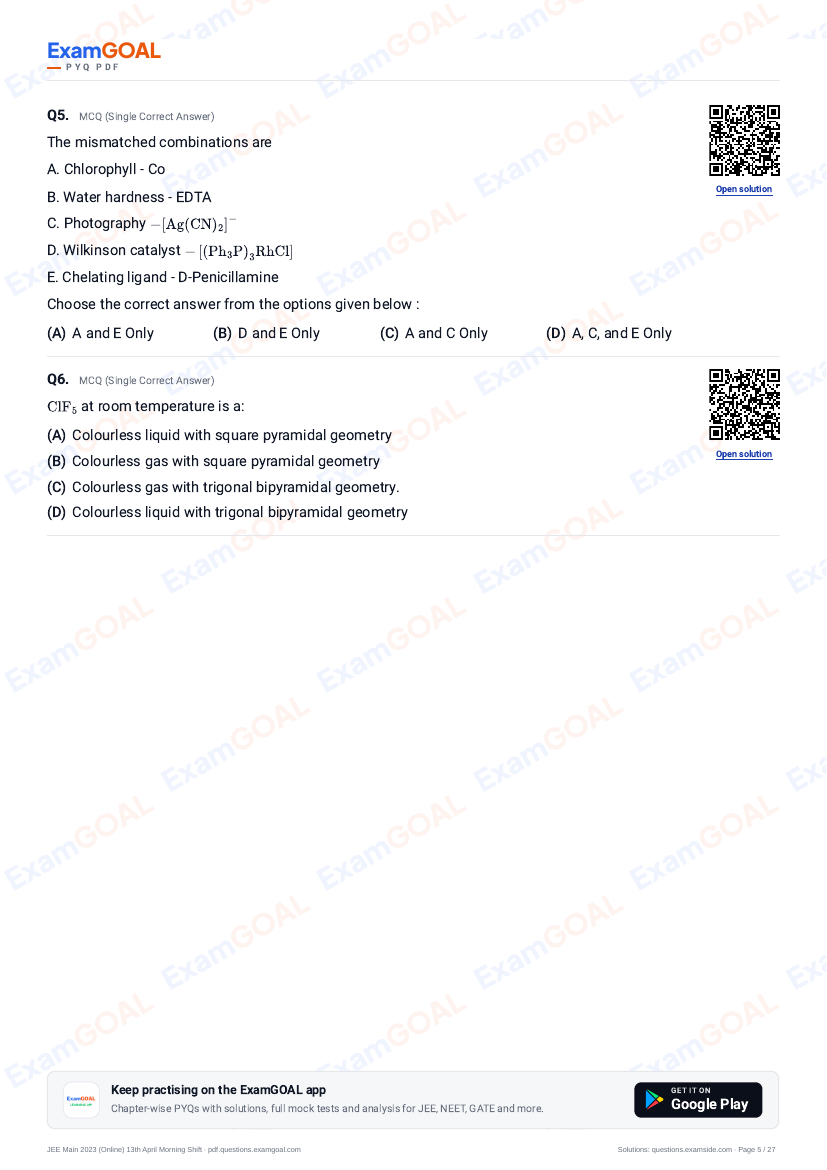 ExamGOAL
PYQ PDF
Q5. MCQ (Single Correct Answer)
The mismatched combinations are
A. Chlorophyll - Co
B. Water hardness - EDTA
C. Photography −[Ag(CN)₂]⁻
D. Wilkinson catalyst − [(Ph₃P)₃RhCl]
E. Chelating ligand - D-Penicillamine
Choose the correct answer from the options given below :
(A) A and E Only (B) D and E Only (C) A and C Only (D) A, C, and E Only
Open solution
Q6. MCQ (Single Correct Answer)
ClF₅ at room temperature is a:
(A) Colourless liquid with square pyramidal geometry
(B) Colourless gas with square pyramidal geometry
(C) Colourless gas with trigonal bipyramidal geometry.
(D) Colourless liquid with trigonal bipyramidal geometry
Open solution
ExamGOAL
Keep practising on the ExamGOAL app
Chapter-wise PYQs with solutions, full mock tests and analysis for JEE, NEET, GATE and more.
GET IT ON
Google Play
JEE Main 2023 (Online) 13th April Morning Shift · pdf.questions.examgoal.com
Solutions: questions.examside.com · Page 5 / 27